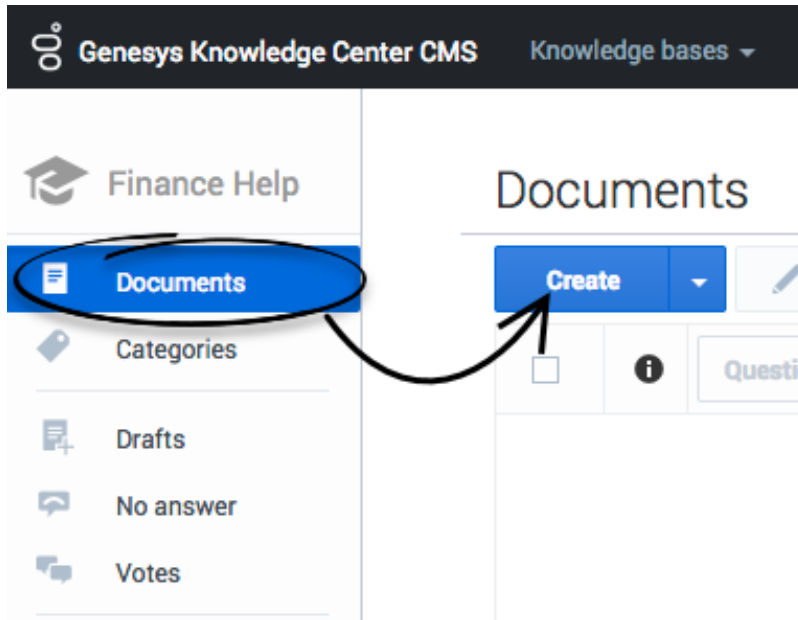 Genesys Knowledge Center CMS Knowledge bases
Finance Help
Documents
Categories
Drafts
No answer
Votes
Documents
Create